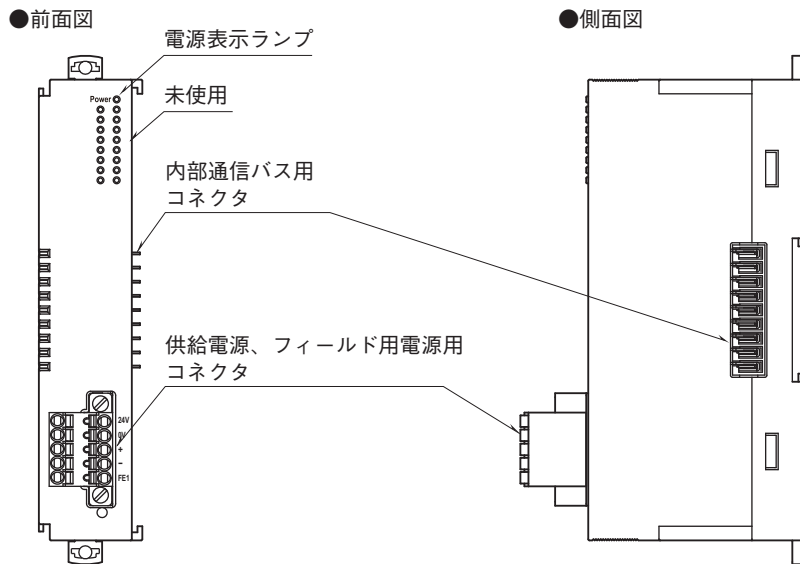 ●前面図
●側面図
電源表示ランプ
Power
未使用
内部通信バス用
コネクタ
供給電源、フィールド用電源用
コネクタ
24V
0V
+
−
FE1